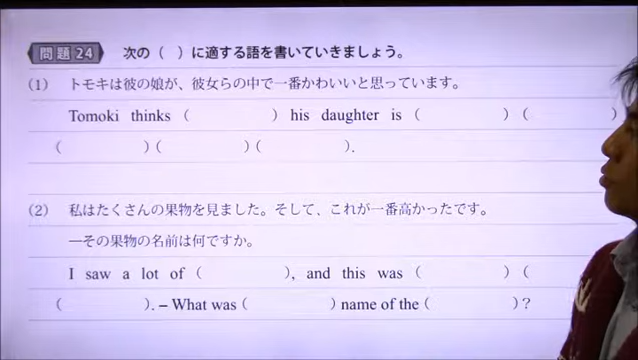 問題24 次の（ ）に適する語を書いていきましょう。
(1) トモキは彼の娘が、彼女らの中で一番かわいいと思っています。
Tomoki thinks ( ) his daughter is ( ) ( )
( ) ( ) ( ).
(2) 私はたくさんの果物を見ました。そして、これが一番高かったです。
―その果物の名前は何ですか。
I saw a lot of ( ), and this was ( ) (
( ). – What was ( ) name of the ( ) ?